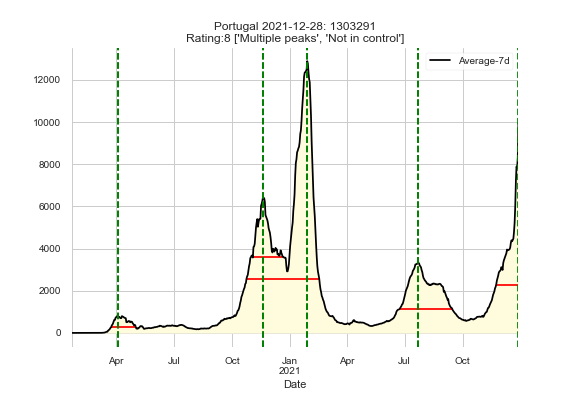 Portugal 2021-12-28: 1303291
Rating:8 ['Multiple peaks', 'Not in control']
Average-7d
12000
10000
8000
6000
4000
2000
0
Apr Jul Oct Jan Apr Jul Oct
2021
Date